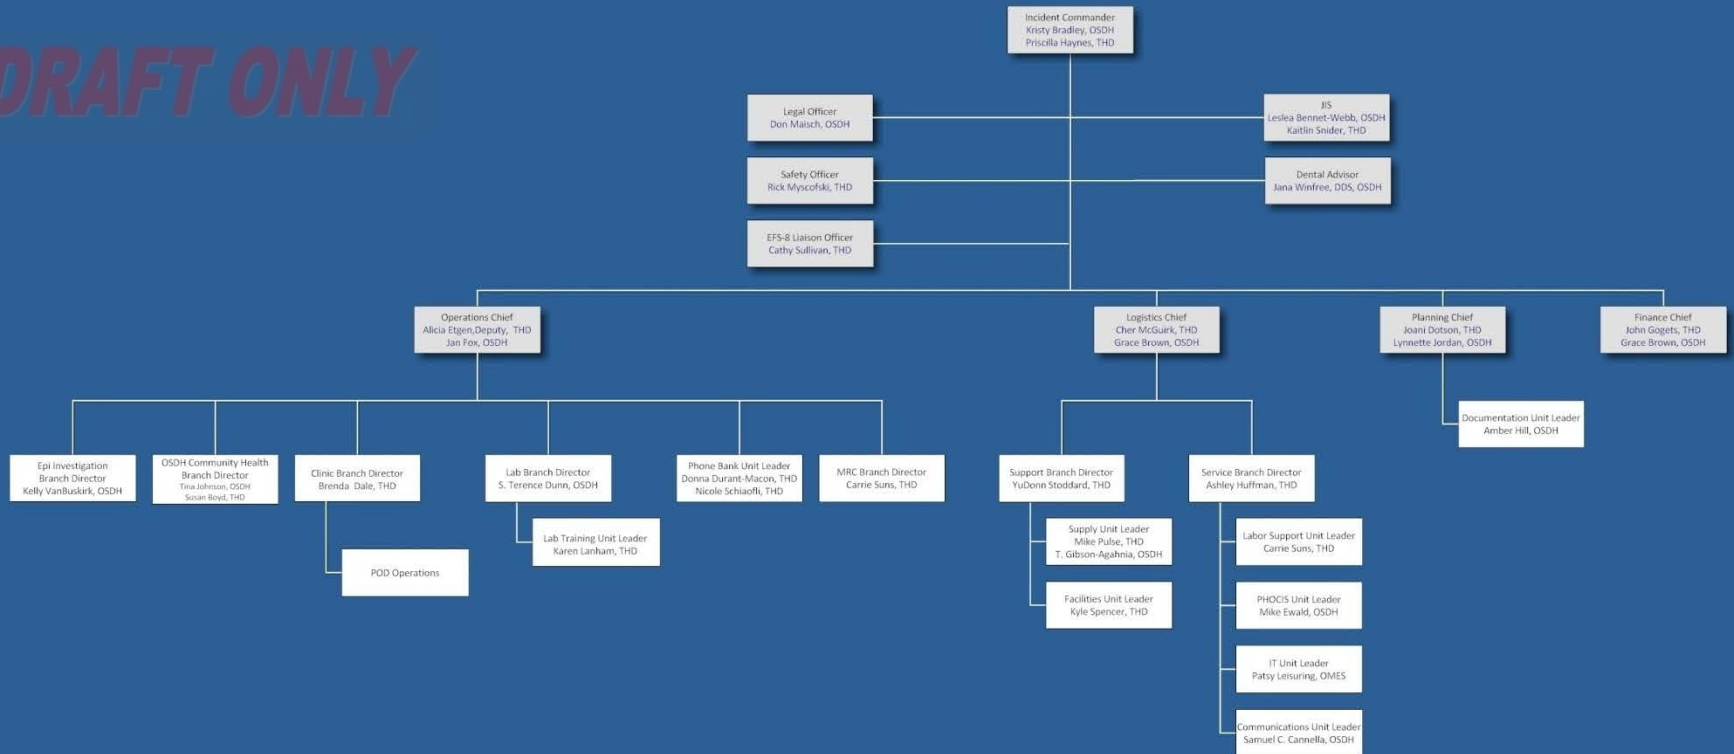 DRAFT ONLY
Incident Commander
Kristy Bradley, OSDH
Priscilla Haynes, THD
Legal Officer
Don Maisch, OSDH
JIS
Leslea Bennet-Webb, OSDH
Kaitlin Snider, THD
Safety Officer
Rick Myscofski, THD
Dental Advisor
Jana Winfree, DDS, OSDH
EFS-8 Liaison Officer
Cathy Sullivan, THD
Operations Chief
Alicia Etgen,Deputy, THD
Jan Fox, OSDH
Logistics Chief
Cher McGuirk, THD
Grace Brown, OSDH
Planning Chief
Joani Dotson, THD
Lynnette Jordan, OSDH
Finance Chief
John Gogets, THD
Grace Brown, OSDH
Documentation Unit Leader
Amber Hill, OSDH
Epi Investigation
Branch Director
Kelly VanBuskirk, OSDH
OSDH Community Health
Branch Director
Tina Johnson, OSDH
Susan Boyd, THD
Clinic Branch Director
Brenda Dale, THD
Lab Branch Director
S. Terence Dunn, OSDH
Phone Bank Unit Leader
Donna Durant-Macon, THD
Nicole Schiaofli, THD
MRC Branch Director
Carrie Suns, THD
Support Branch Director
YuDonn Stoddard, THD
Service Branch Director
Ashley Huffman, THD
Lab Training Unit Leader
Karen Lanham, THD
POD Operations
Supply Unit Leader
Mike Pulse, THD
T. Gibson-Agahnia, OSDH
Facilities Unit Leader
Kyle Spencer, THD
Labor Support Unit Leader
Carrie Suns, THD
PHOCIS Unit Leader
Mike Ewald, OSDH
IT Unit Leader
Patsy Leisuring, OMES
Communications Unit Leader
Samuel C. Cannella, OSDH